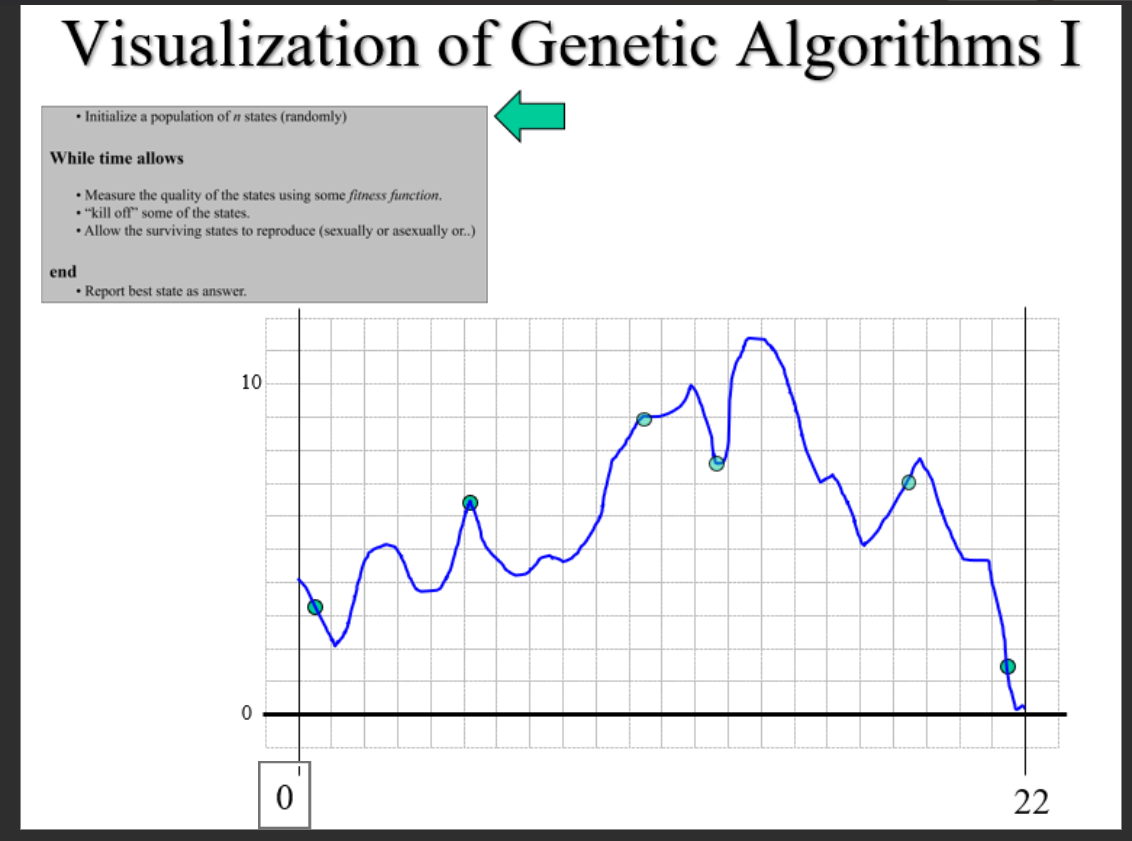 Visualization of Genetic Algorithms I
• Initialize a population of n states (randomly)
While time allows
• Measure the quality of the states using some fitness function.
• “kill off” some of the states.
• Allow the surviving states to reproduce (sexually or asexually or..)
end
• Report best state as answer.
10
0
0
22